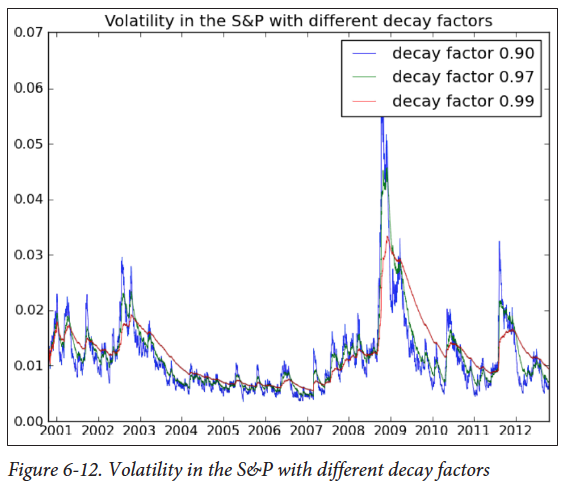 Volatility in the S&P with different decay factors
0.07
decay factor 0.90
decay factor 0.97
decay factor 0.99
0.06
0.05
0.04
0.03
0.02
0.01
0.00
2001 2002 2003 2004 2005 2006 2007 2008 2009 2010 2011 2012
Figure 6-12. Volatility in the S&P with different decay factors